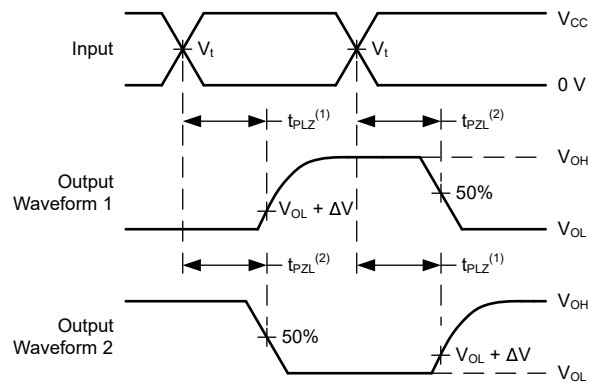 V_CC
Input
V_t
V_t
0 V
t_PLZ^(1)
t_PZL^(2)
V_OH
Output
Waveform 1
50%
V_OL + ΔV
V_OL
t_PZL^(2)
t_PLZ^(1)
V_OH
Output
Waveform 2
50%
V_OL + ΔV
V_OL